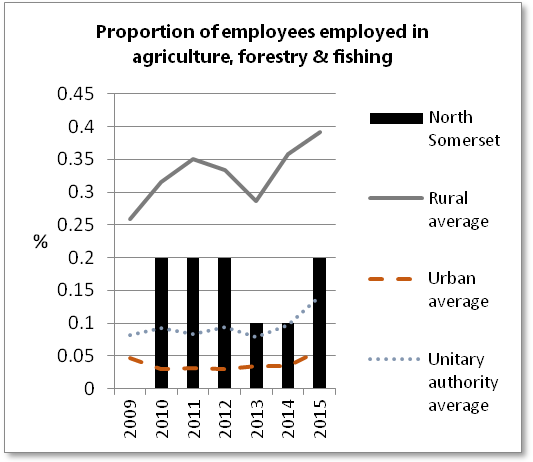 Proportion of employees employed in
agriculture, forestry & fishing
0.45
0.4
0.35
0.3
0.25
0.2
0.15
0.1
0.05
0
%
2009
2010
2011
2012
2013
2014
2015
North
Somerset
Rural
average
Urban
average
Unitary
authority
average